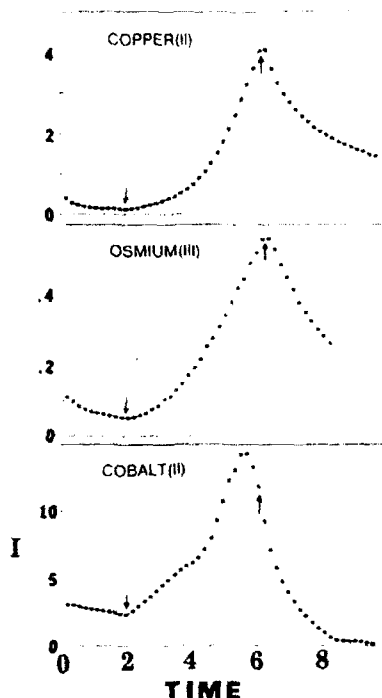 4
COPPER(II)
2
0
OSMIUM(III)
.4
.2
0
COBALT(II)
10
I
5
0
0 2 4 6 8
TIME